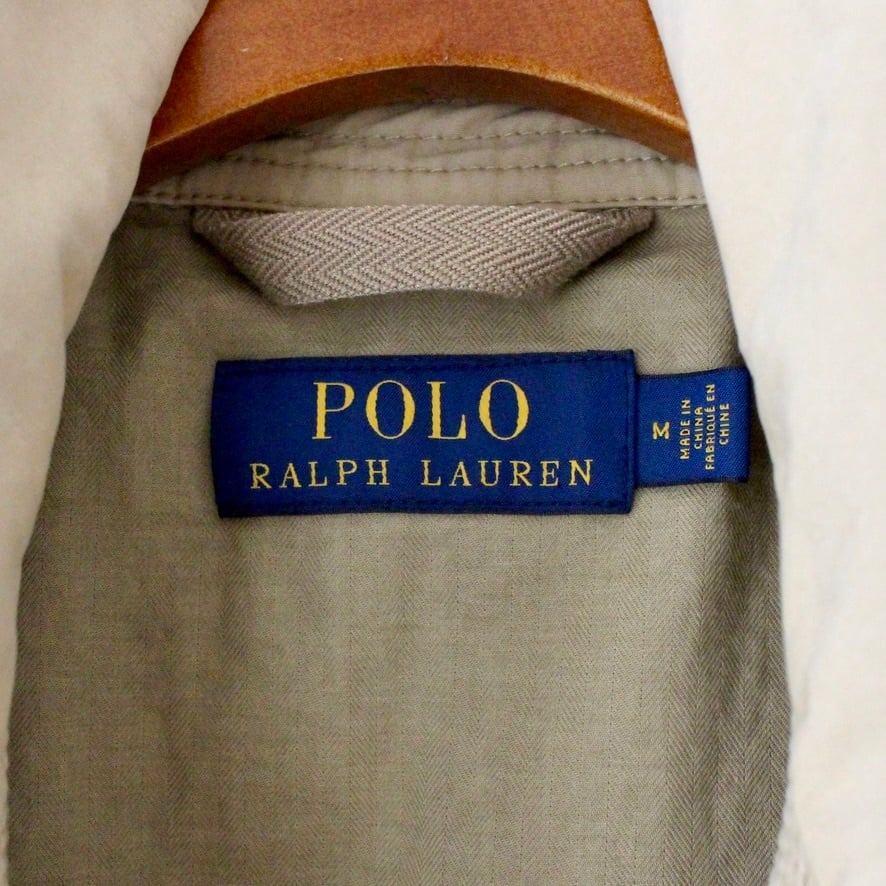 POLO
RALPH LAUREN
M
MADE IN
CHINA
FABRIQUÉ EN
CHINE